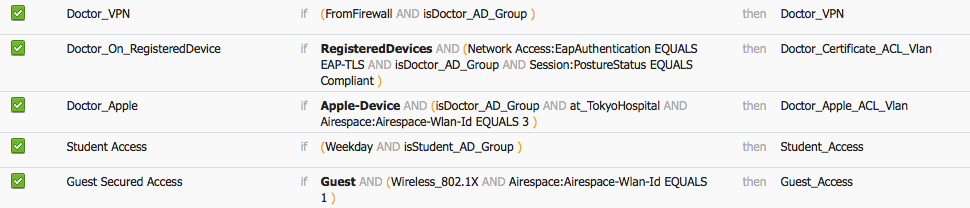 Doctor_VPN if (FromFirewall AND isDoctor_AD_Group ) then Doctor_VPN
Doctor_On_RegisteredDevice if RegisteredDevices AND (Network Access:EapAuthentication EQUALS then Doctor_Certificate_ACL_Vlan
EAP-TLS AND isDoctor_AD_Group AND Session:PostureStatus EQUALS
Compliant )
Doctor_Apple if Apple-Device AND (isDoctor_AD_Group AND at_TokyoHospital AND then Doctor_Apple_ACL_Vlan
Airespace:Airespace-Wlan-Id EQUALS 3 )
Student Access if (Weekday AND isStudent_AD_Group ) then Student_Access
Guest Secured Access if Guest AND (Wireless_802.1X AND Airespace:Airespace-Wlan-Id EQUALS then Guest_Access
1 )